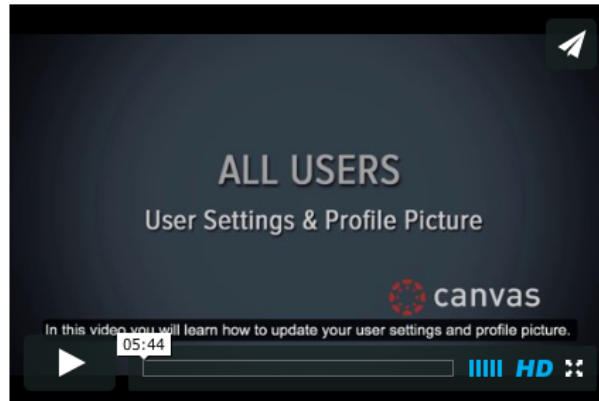 ALL USERS
User Settings & Profile Picture
canvas
In this video you will learn how to update your user settings and profile picture.
05:44
HD